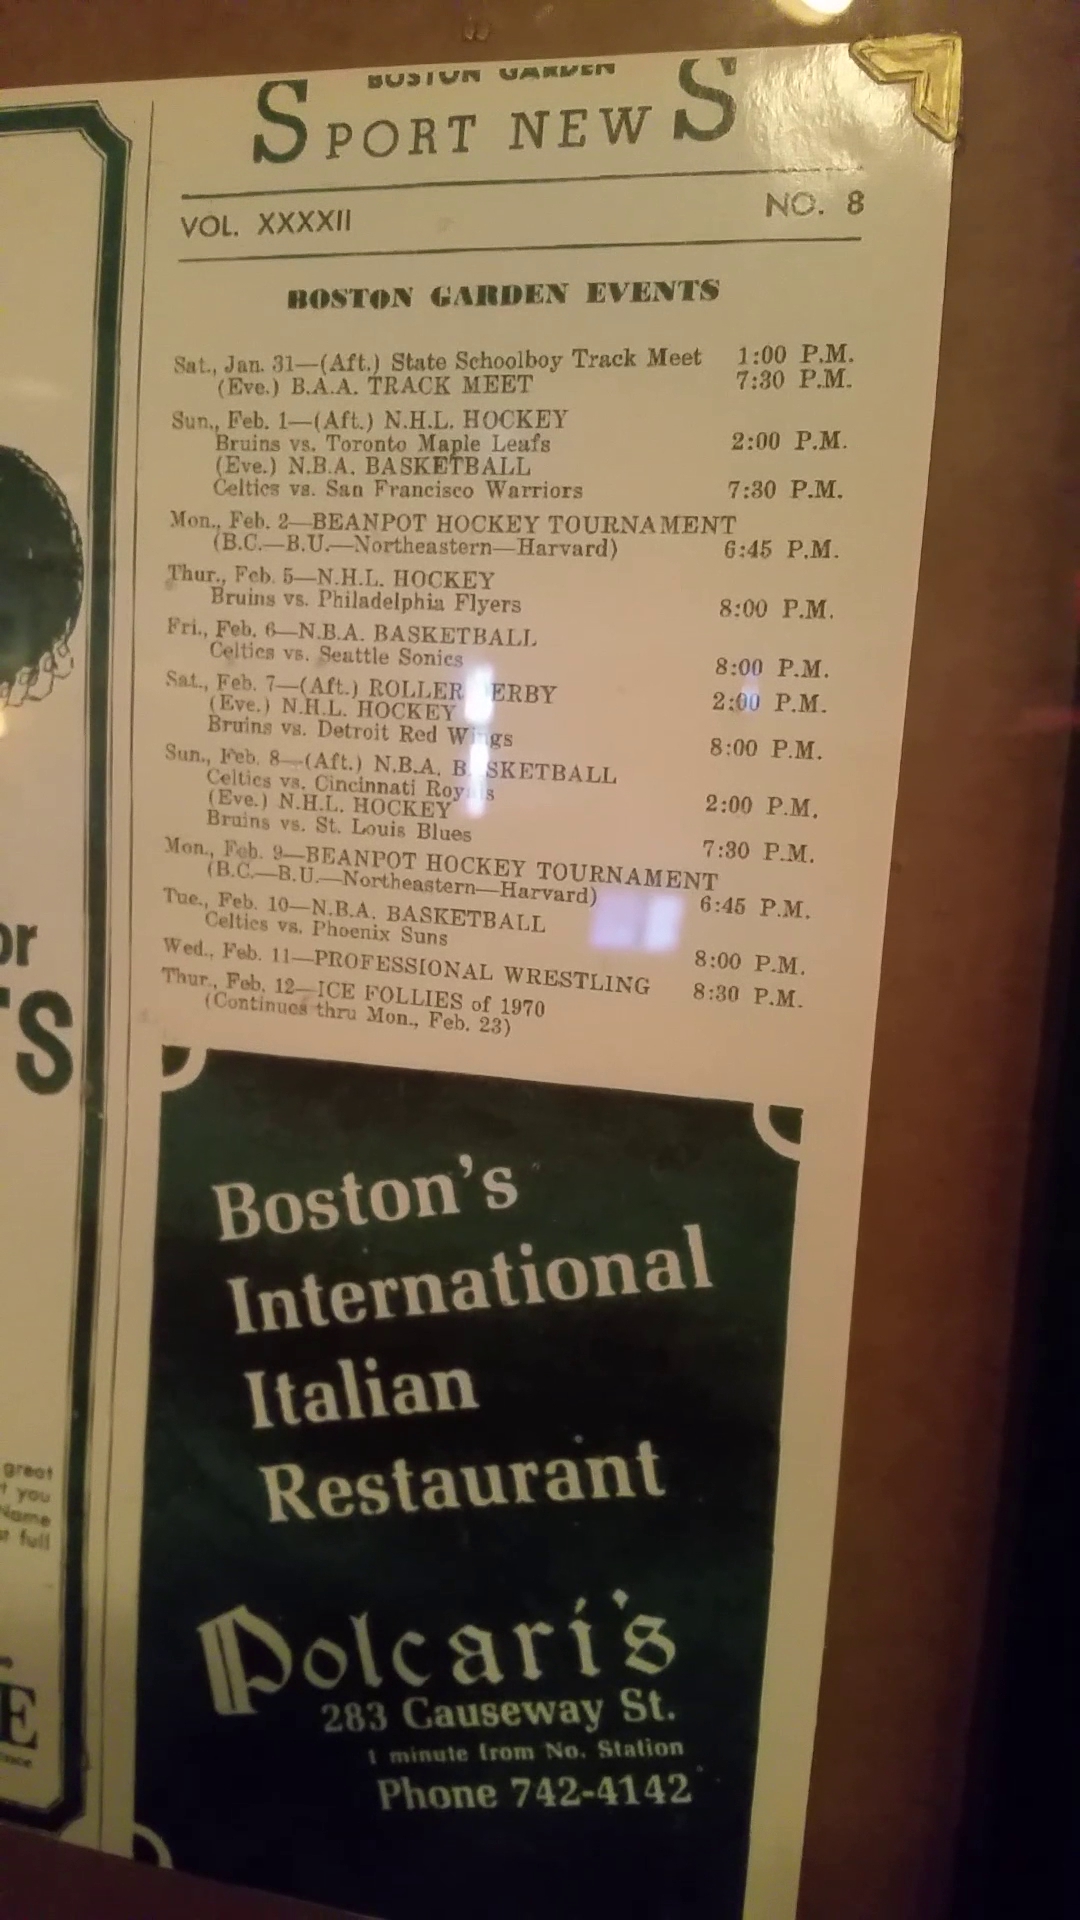 BOSTON GARDEN
SPORT NEWS
VOL. XXXXII NO. 8
BOSTON GARDEN EVENTS
Sat., Jan. 31—(Aft.) State Schoolboy Track Meet 1:00 P.M.
(Eve.) B.A.A. TRACK MEET 7:30 P.M.
Sun., Feb. 1—(Aft.) N.H.L. HOCKEY
Bruins vs. Toronto Maple Leafs 2:00 P.M.
(Eve.) N.B.A. BASKETBALL
Celtics vs. San Francisco Warriors 7:30 P.M.
Mon., Feb. 2—BEANPOT HOCKEY TOURNAMENT
(B.C.—B.U.—Northeastern—Harvard) 6:45 P.M.
Thur., Feb. 5—N.H.L. HOCKEY
Bruins vs. Philadelphia Flyers 8:00 P.M.
Fri., Feb. 6—N.B.A. BASKETBALL
Celtics vs. Seattle Sonics 8:00 P.M.
Sat., Feb. 7—(Aft.) ROLLER DERBY 2:00 P.M.
(Eve.) N.H.L. HOCKEY
Bruins vs. Detroit Red Wings 8:00 P.M.
Sun., Feb. 8—(Aft.) N.B.A. BASKETBALL
Celtics vs. Cincinnati Royals 2:00 P.M.
(Eve.) N.H.L. HOCKEY
Bruins vs. St. Louis Blues 7:30 P.M.
Mon., Feb. 9—BEANPOT HOCKEY TOURNAMENT
(B.C.—B.U.—Northeastern—Harvard) 6:45 P.M.
Tue., Feb. 10—N.B.A. BASKETBALL
Celtics vs. Phoenix Suns 8:00 P.M.
Wed., Feb. 11—PROFESSIONAL WRESTLING 8:30 P.M.
Thur., Feb. 12—ICE FOLLIES of 1970
(Continues thru Mon., Feb. 23)
Boston's
International
Italian
Restaurant
Polcari's
283 Causeway St.
1 minute from No. Station
Phone 742-4142
great
you
Name
full